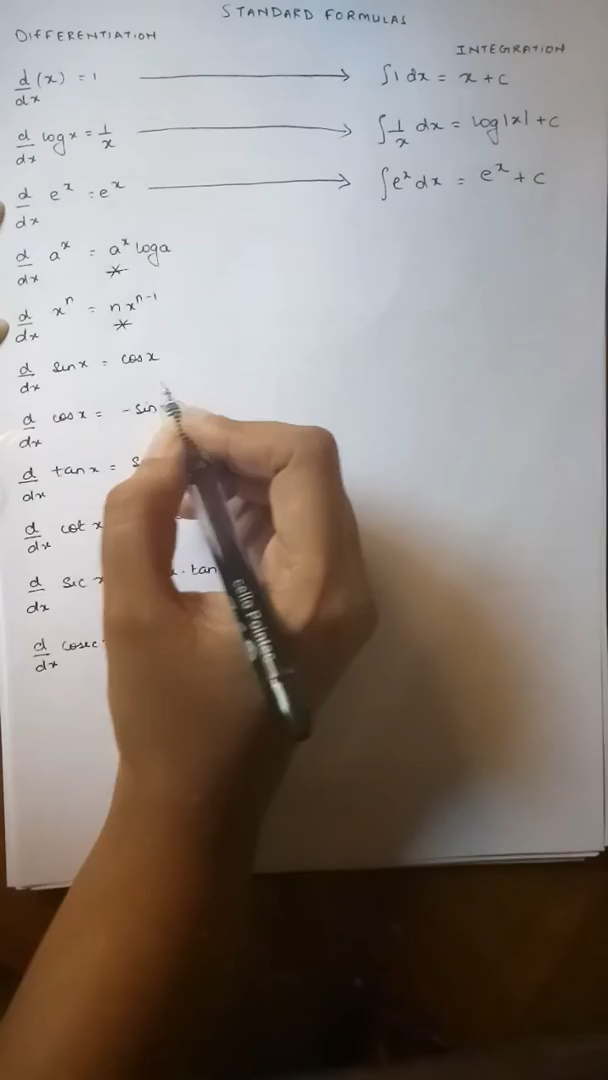 STANDARD FORMULAS
DIFFERENTIATION
INTEGRATION
d/dx (x) = 1 → ∫1 dx = x + c
d/dx log x = 1/x → ∫1/x dx = log|x| + c
d/dx e^x = e^x → ∫e^x dx = e^x + c
d/dx a^x = a^x log a
*
d/dx x^n = n x^(n-1)
*
d/dx sin x = cos x
d/dx cos x = - sin
d/dx tan x = s
d/dx cot x
d/dx sec x · tan
d/dx cosec
cello Pointec